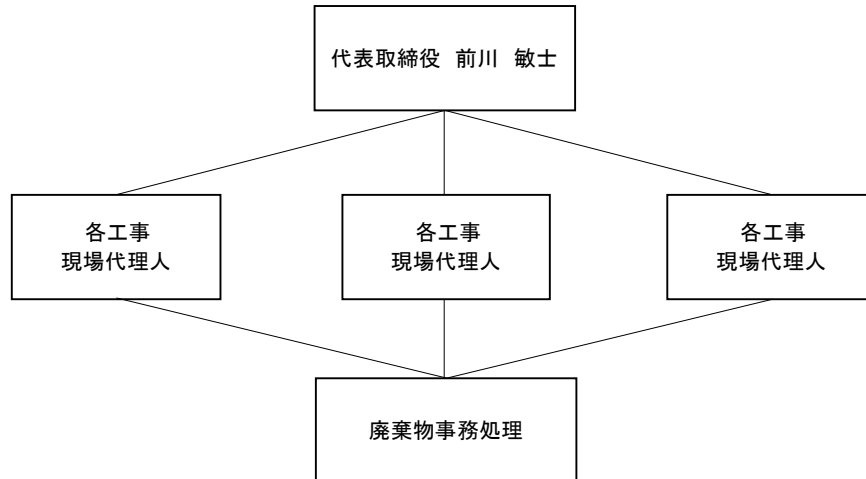 代表取締役 前川 敏士
各工事
現場代理人
各工事
現場代理人
各工事
現場代理人
廃棄物事務処理